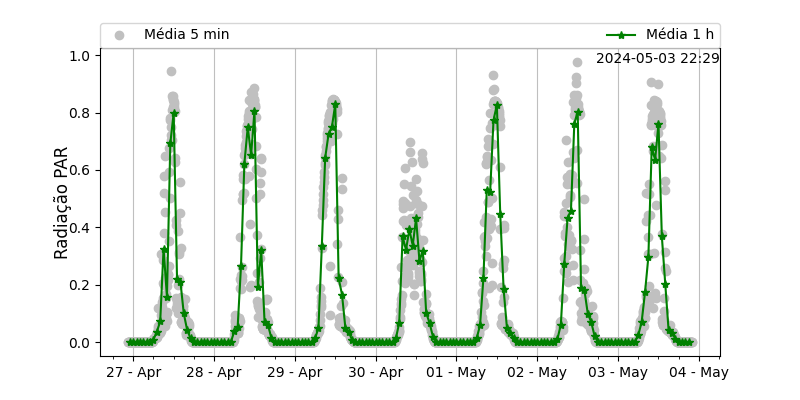 Média 5 min
Média 1 h
2024-05-03 22:29
1.0
0.8
0.6
0.4
0.2
0.0
Radiação PAR
27 - Apr
28 - Apr
29 - Apr
30 - Apr
01 - May
02 - May
03 - May
04 - May